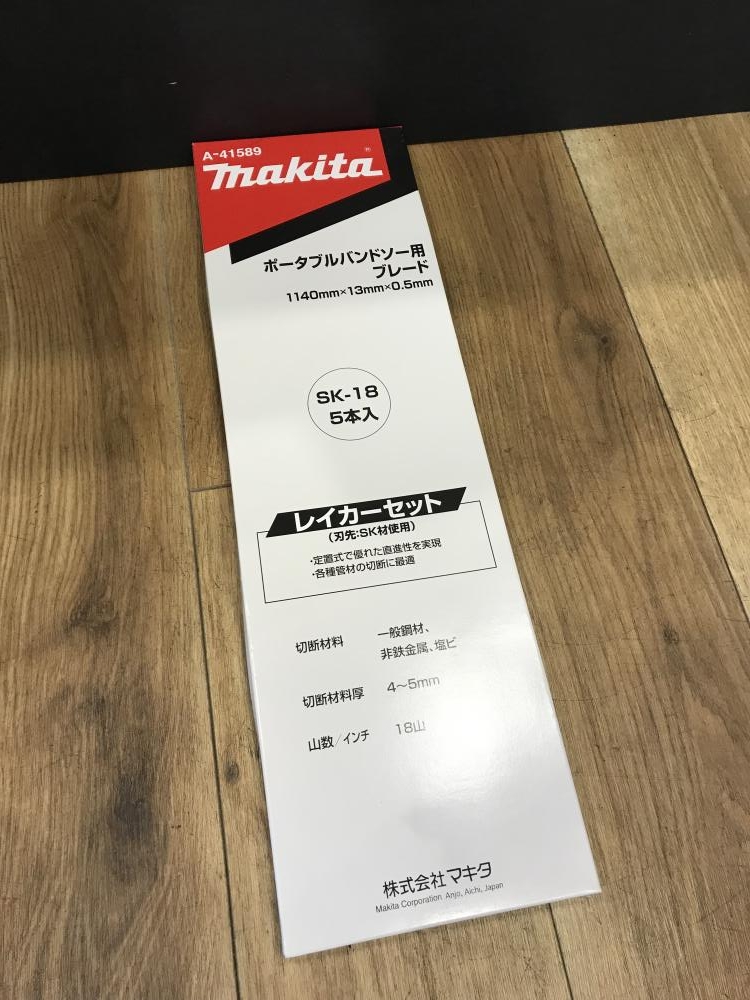 A-41589
makita®
ポータブルバンドソー用
ブレード
1140mm×13mm×0.5mm
SK-18
5本入
レイカーセット
(刃先:SK材使用)
・定置式で優れた直進性を実現
・各種管材の切断に最適
切断材料 一般鋼材、
非鉄金属、塩ビ
切断材料厚 4～5mm
山数/インチ 18山
株式会社マキタ
Makita Corporation Anjo, Aichi, Japan